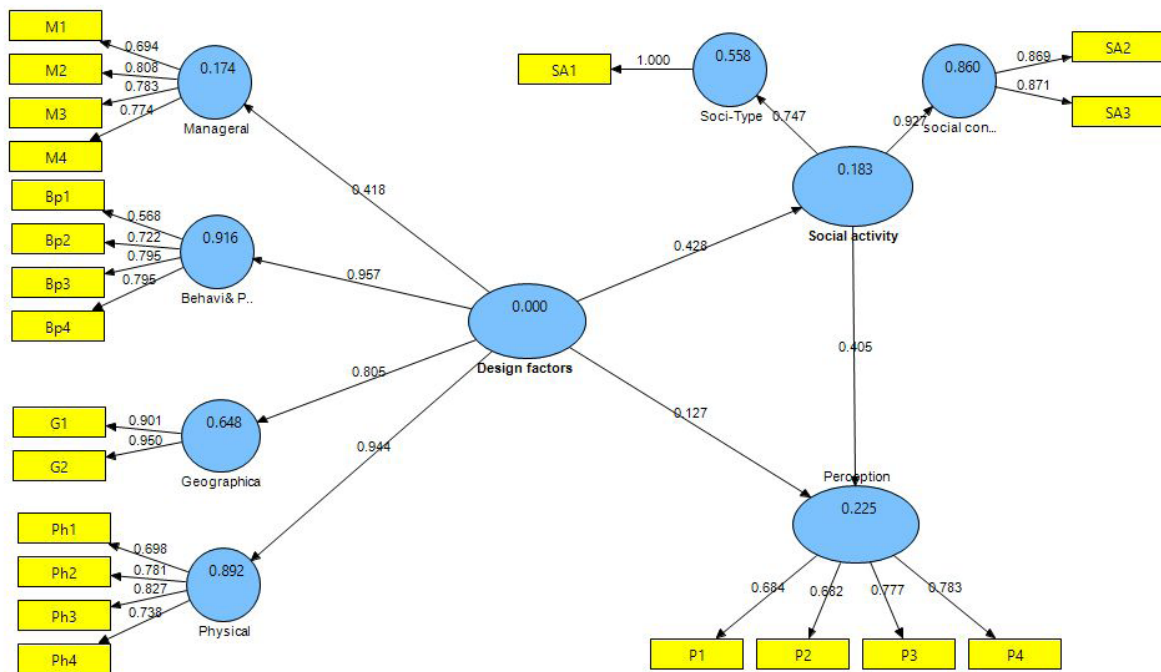 M1
0.694
M2
0.808
M3
0.783
0.774
M4
0.174
Manageral
Bp1
0.568
Bp2
0.722
Bp3
0.795
0.795
Bp4
0.916
Behavi& P..
G1
0.901
G2
0.950
0.648
Geographica
Ph1
0.698
Ph2
0.781
Ph3
0.827
0.738
Ph4
0.892
Physical
0.418
0.957
0.805
0.944
0.000
Design factors
0.428
0.127
SA1
1.000
0.558
Soci-Type
0.747
0.860
social con...
0.927
0.869
SA2
0.871
SA3
0.183
Social activity
0.405
Perception
0.225
0.684
0.682
0.777
0.783
P1
P2
P3
P4